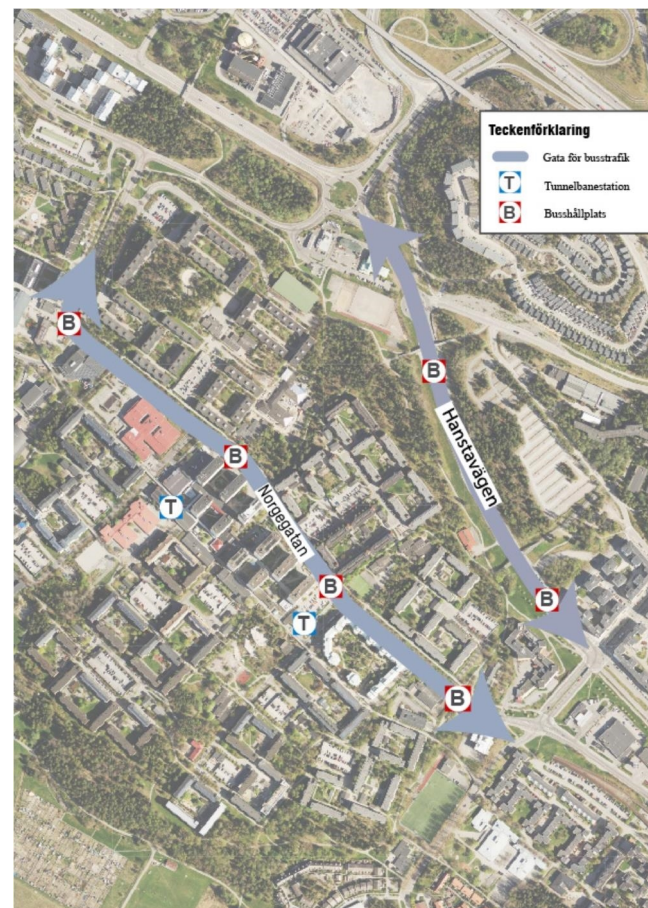 Teckenförklaring
Gata för busstrafik
T
Tunnelbanestation
B
Busshållplats
B
B
Hanstavägen
B
T
Norgegatan
B
B
T
B